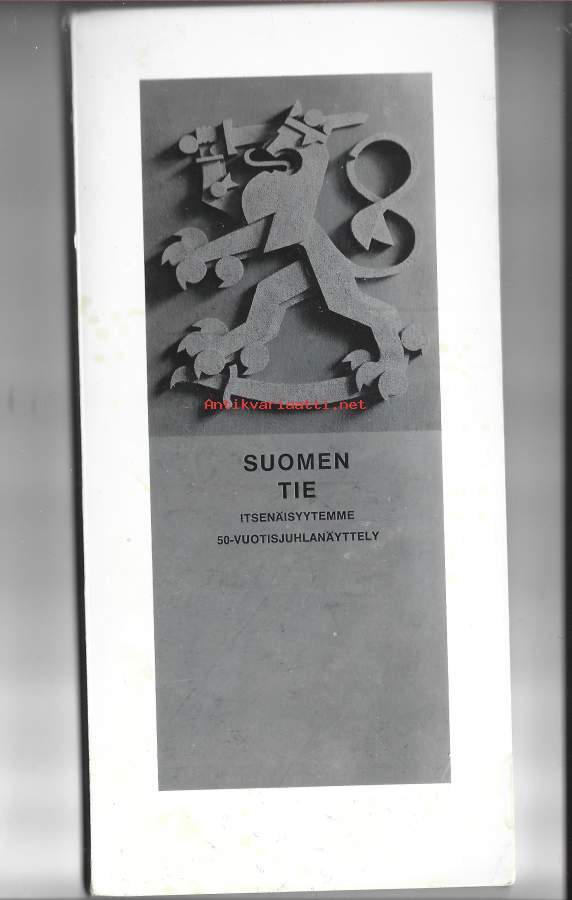 Antikvariaatti.net
SUOMEN
TIE
ITSENÄISYYTEMME
50-VUOTISJUHLANÄYTTELY